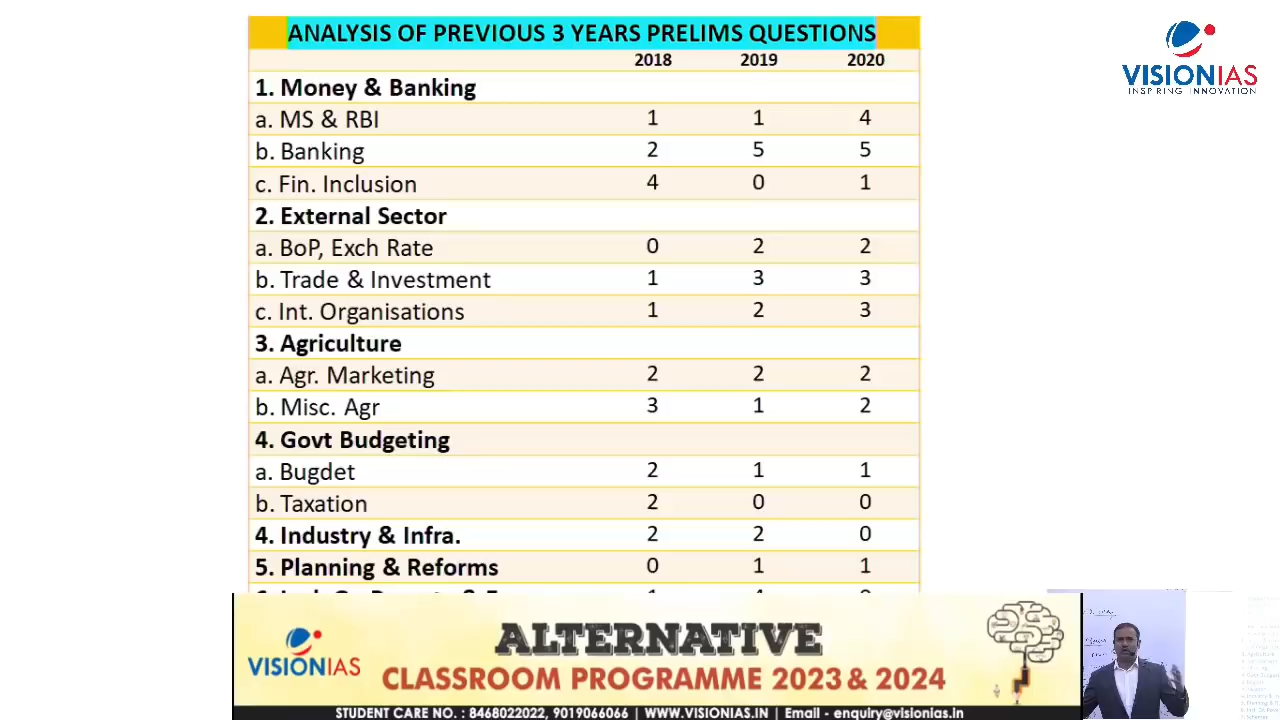 ANALYSIS OF PREVIOUS 3 YEARS PRELIMS QUESTIONS
2018 2019 2020
1. Money & Banking
a. MS & RBI 1 1 4
b. Banking 2 5 5
c. Fin. Inclusion 4 0 1
2. External Sector
a. BoP, Exch Rate 0 2 2
b. Trade & Investment 1 3 3
c. Int. Organisations 1 2 3
3. Agriculture
a. Agr. Marketing 2 2 2
b. Misc. Agr 3 1 2
4. Govt Budgeting
a. Bugdet 2 1 1
b. Taxation 2 0 0
4. Industry & Infra. 2 2 0
5. Planning & Reforms 0 1 1
VISIONIAS
INSPIRING INNOVATION
VISIONIAS
ALTERNATIVE
CLASSROOM PROGRAMME 2023 & 2024
STUDENT CARE NO. : 8468022022, 9019066066 | WWW.VISIONIAS.IN | Email - enquiry@visionias.in